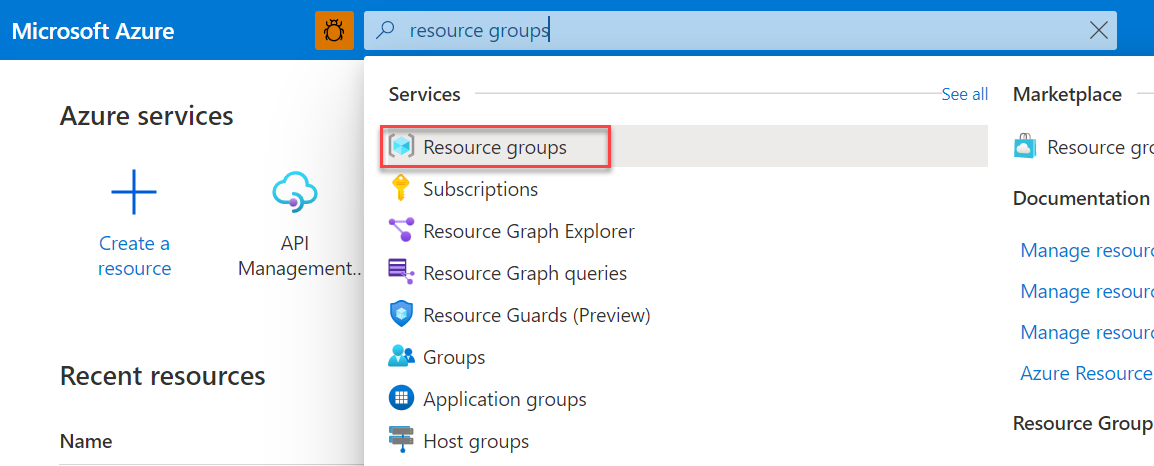 Microsoft Azure
resource groups
Azure services
Create a
resource
API
Management..
Recent resources
Name
Services
See all
Resource groups
Subscriptions
Resource Graph Explorer
Resource Graph queries
Resource Guards (Preview)
Groups
Application groups
Host groups
Marketplace
Resource gro
Documentation
Manage resourc
Manage resourc
Manage resourc
Azure Resource
Resource Group